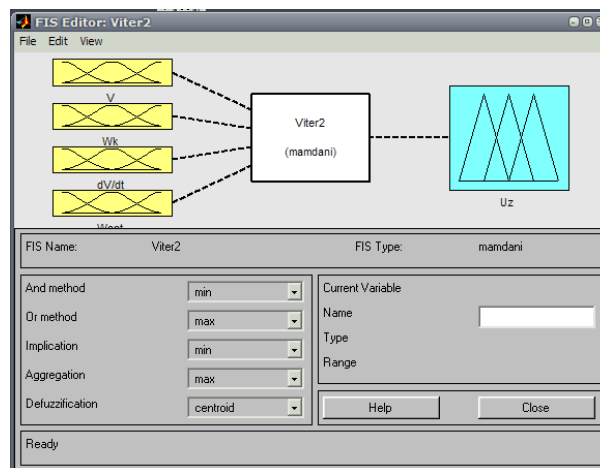 FIS Editor: Viter2
File Edit View
V
Wk
dV/dt
Viter2
(mamdani)
Uz
FIS Name: Viter2 FIS Type: mamdani
And method min
Or method max
Implication min
Aggregation max
Defuzzification centroid
Current Variable
Name
Type
Range
Help Close
Ready